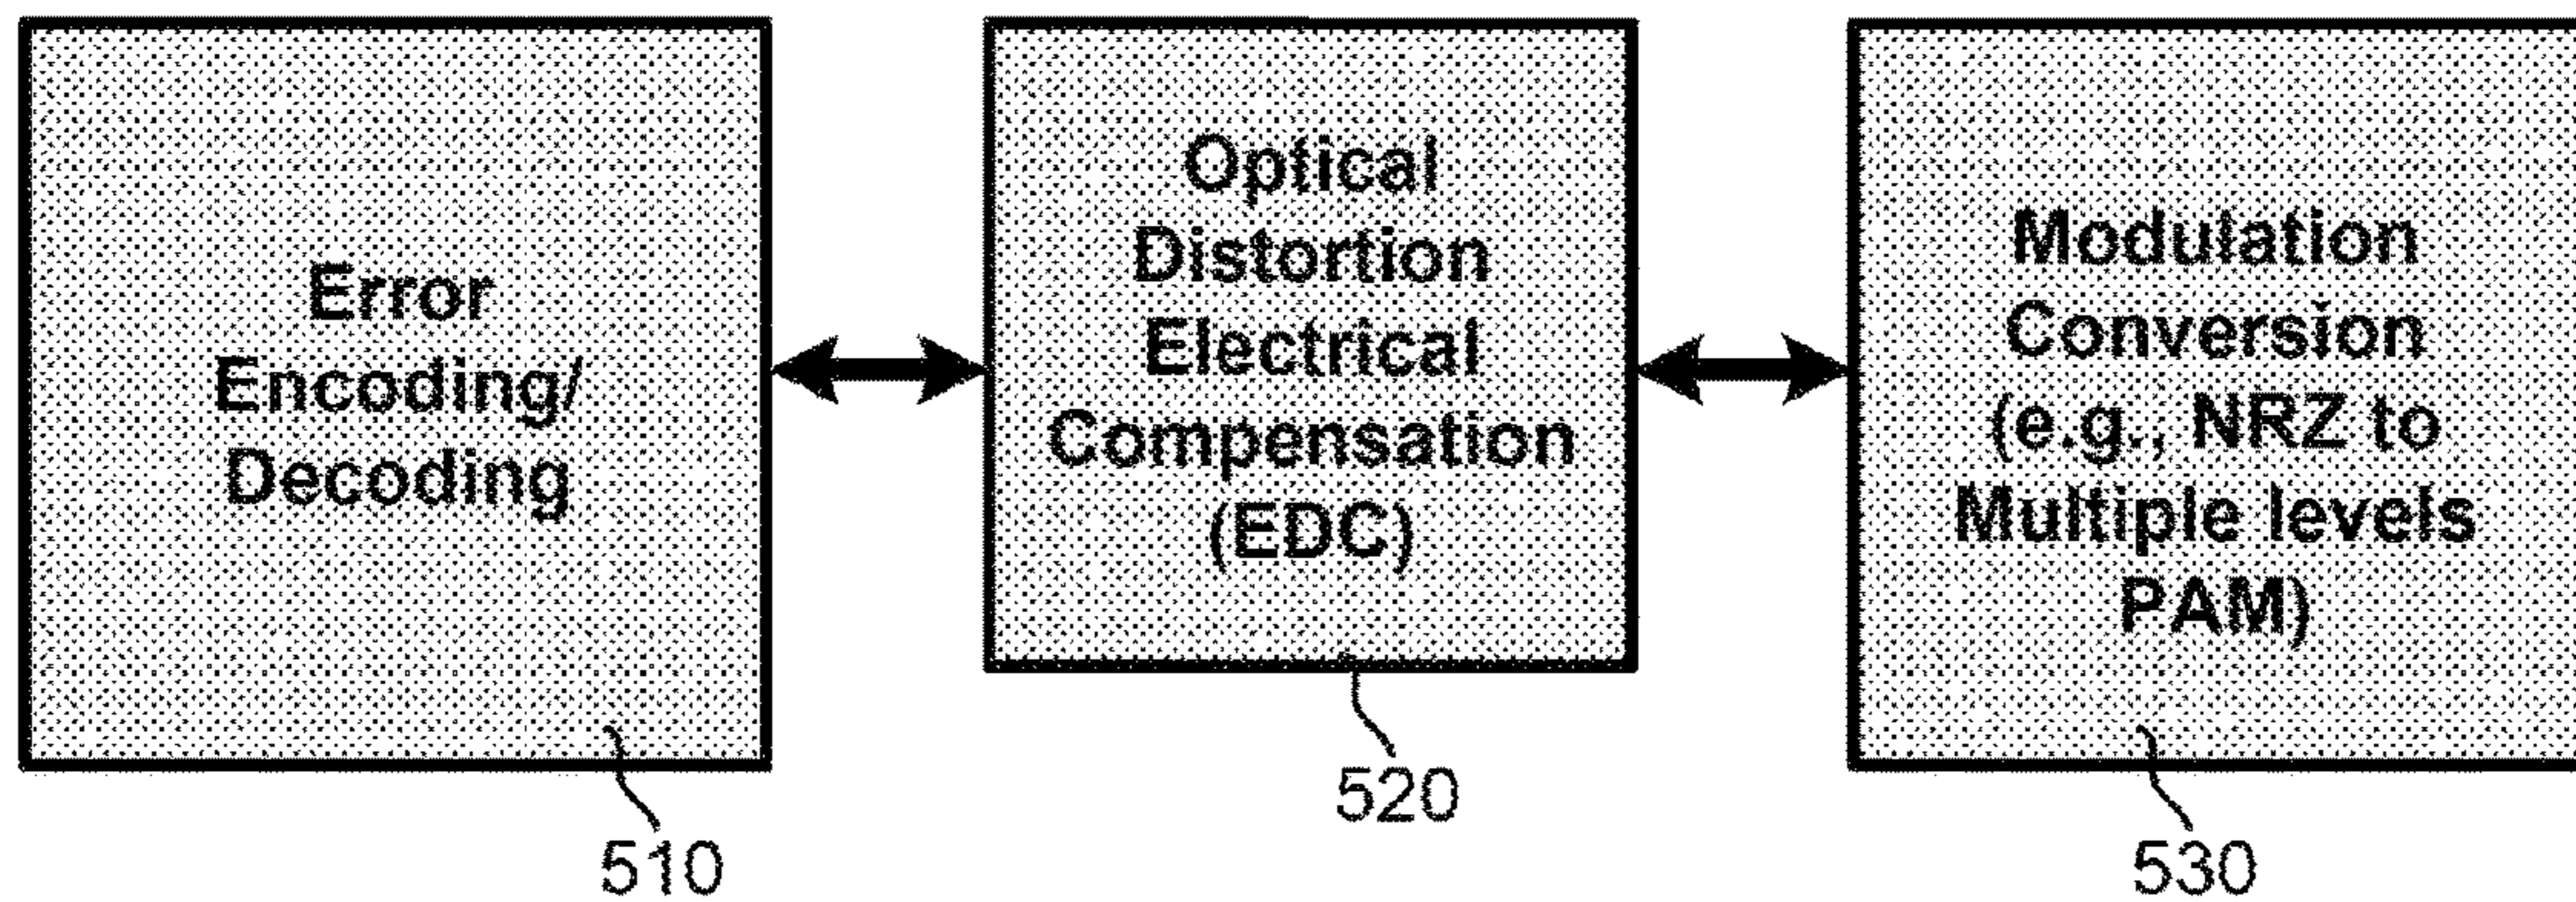 Error
Encoding/
Decoding
510
Optical
Distortion
Electrical
Compensation
(EDC)
520
Modulation
Conversion
(e.g., NRZ to
Multiple levels
PAM)
530